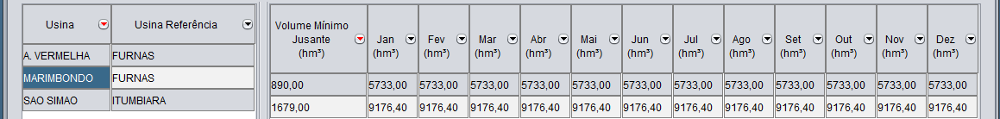 Usina Usina Referência
A. VERMELHA FURNAS
MARIMBONDO FURNAS
SAO SIMAO ITUMBIARA
Volume Mínimo
Jusante Jan Fev Mar Abr Mai Jun Jul Ago Set Out Nov Dez
(hm³) (hm³) (hm³) (hm³) (hm³) (hm³) (hm³) (hm³) (hm³) (hm³) (hm³) (hm³) (hm³)
890,00 5733,00 5733,00 5733,00 5733,00 5733,00 5733,00 5733,00 5733,00 5733,00 5733,00 5733,00 5733,00
1679,00 9176,40 9176,40 9176,40 9176,40 9176,40 9176,40 9176,40 9176,40 9176,40 9176,40 9176,40 9176,40